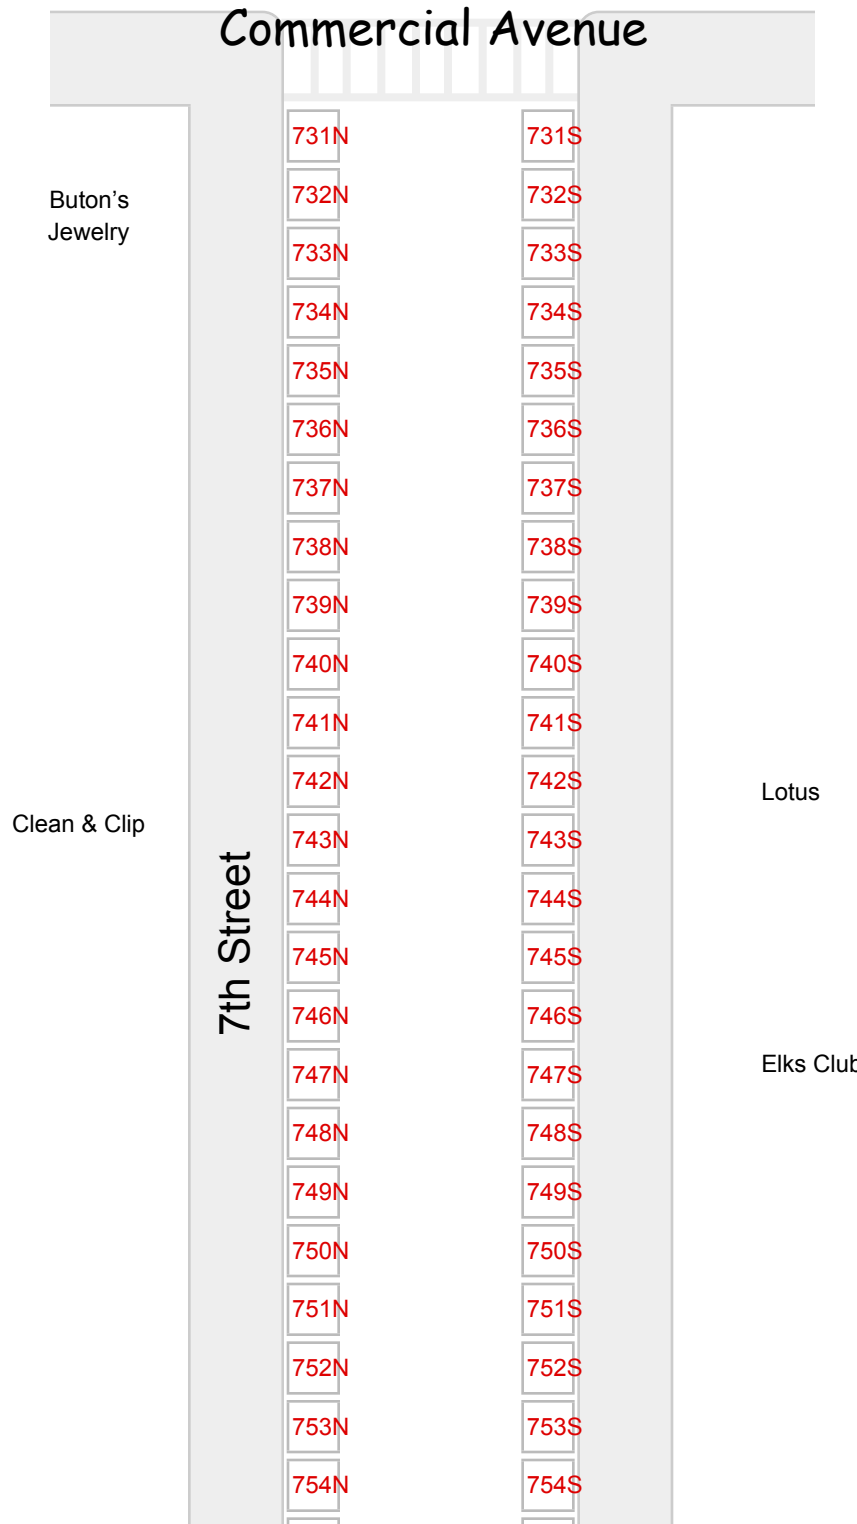 Commercial Avenue
731N 731S
732N 732S
Buton’s
Jewelry
733N 733S
734N 734S
735N 735S
736N 736S
737N 737S
738N 738S
739N 739S
740N 740S
741N 741S
742N 742S
Lotus
Clean & Clip
743N 743S
744N 744S
7th Street
745N 745S
746N 746S
747N 747S
Elks Club
748N 748S
749N 749S
750N 750S
751N 751S
752N 752S
753N 753S
754N 754S